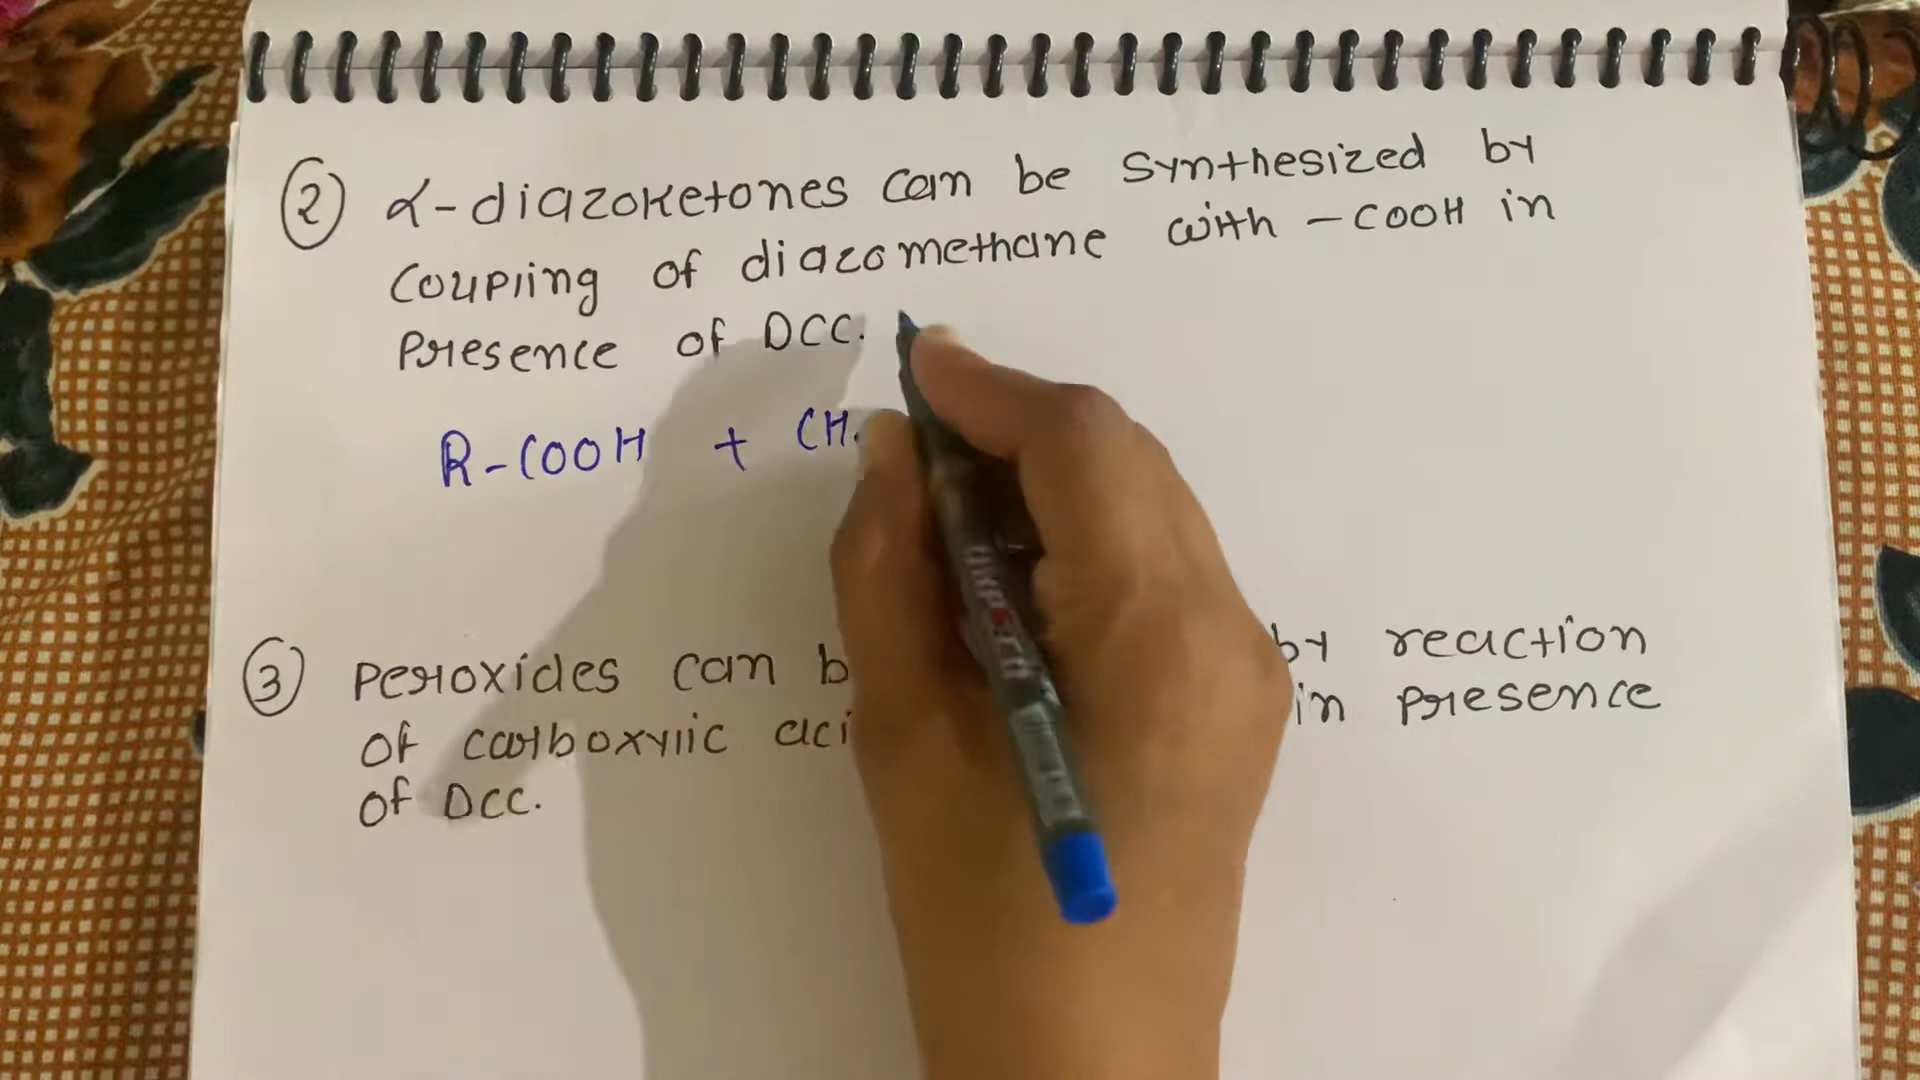 ② α-diazoketones can be synthesized by
coupling of diazomethane with -COOH in
presence of DCC.
R-COOH + CH
③ peroxides can b by reaction
of carboxylic aci in presence
of DCC.